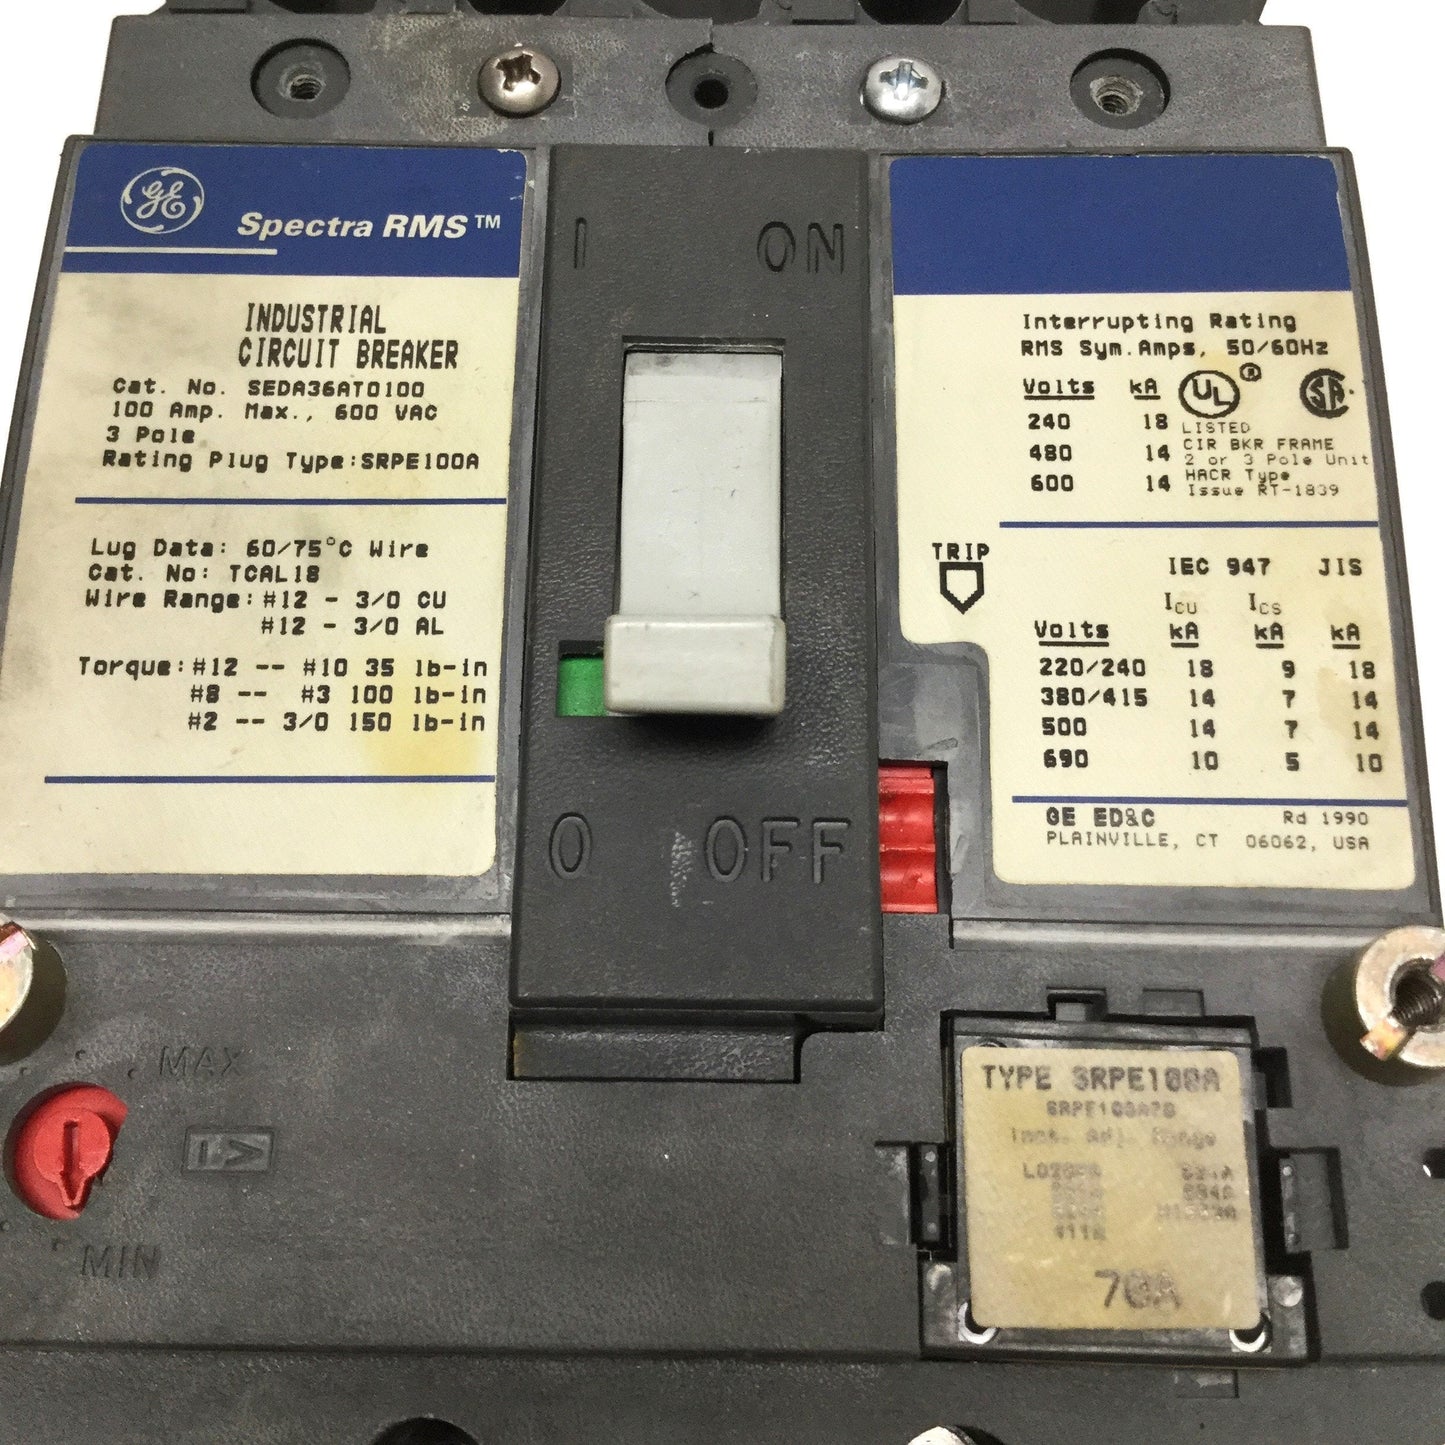 GE Spectra RMS™
INDUSTRIAL
CIRCUIT BREAKER
Cat. No. SEDA36AT0100
100 Amp. Max., 600 VAC
3 Pole
Rating Plug Type:SRPE100A
Lug Data: 60/75°C Wire
Cat. No: TCAL18
Wire Range:#12 - 3/0 CU
#12 - 3/0 AL
Torque:#12 -- #10 35 lb-in
#8 -- #3 100 lb-in
#2 -- 3/0 150 lb-in
I ON
O OFF
Interrupting Rating
RMS Sym.Amps, 50/60Hz
Volts kA UL ® SA
240 18 LISTED
CIR BKR FRAME
480 14 2 or 3 Pole Unit
HACR Type
600 14 Issue RT-1839
TRIP
IEC 947 JIS
ICU ICS
Volts kA kA kA
220/240 18 9 18
380/415 14 7 14
500 14 7 14
690 10 5 10
GE ED&C Rd 1990
PLAINVILLE, CT 06062, USA
MAX
MIN
TYPE SRPE100A
SRPE100A70
Inst. Adj. Range
411A
70A